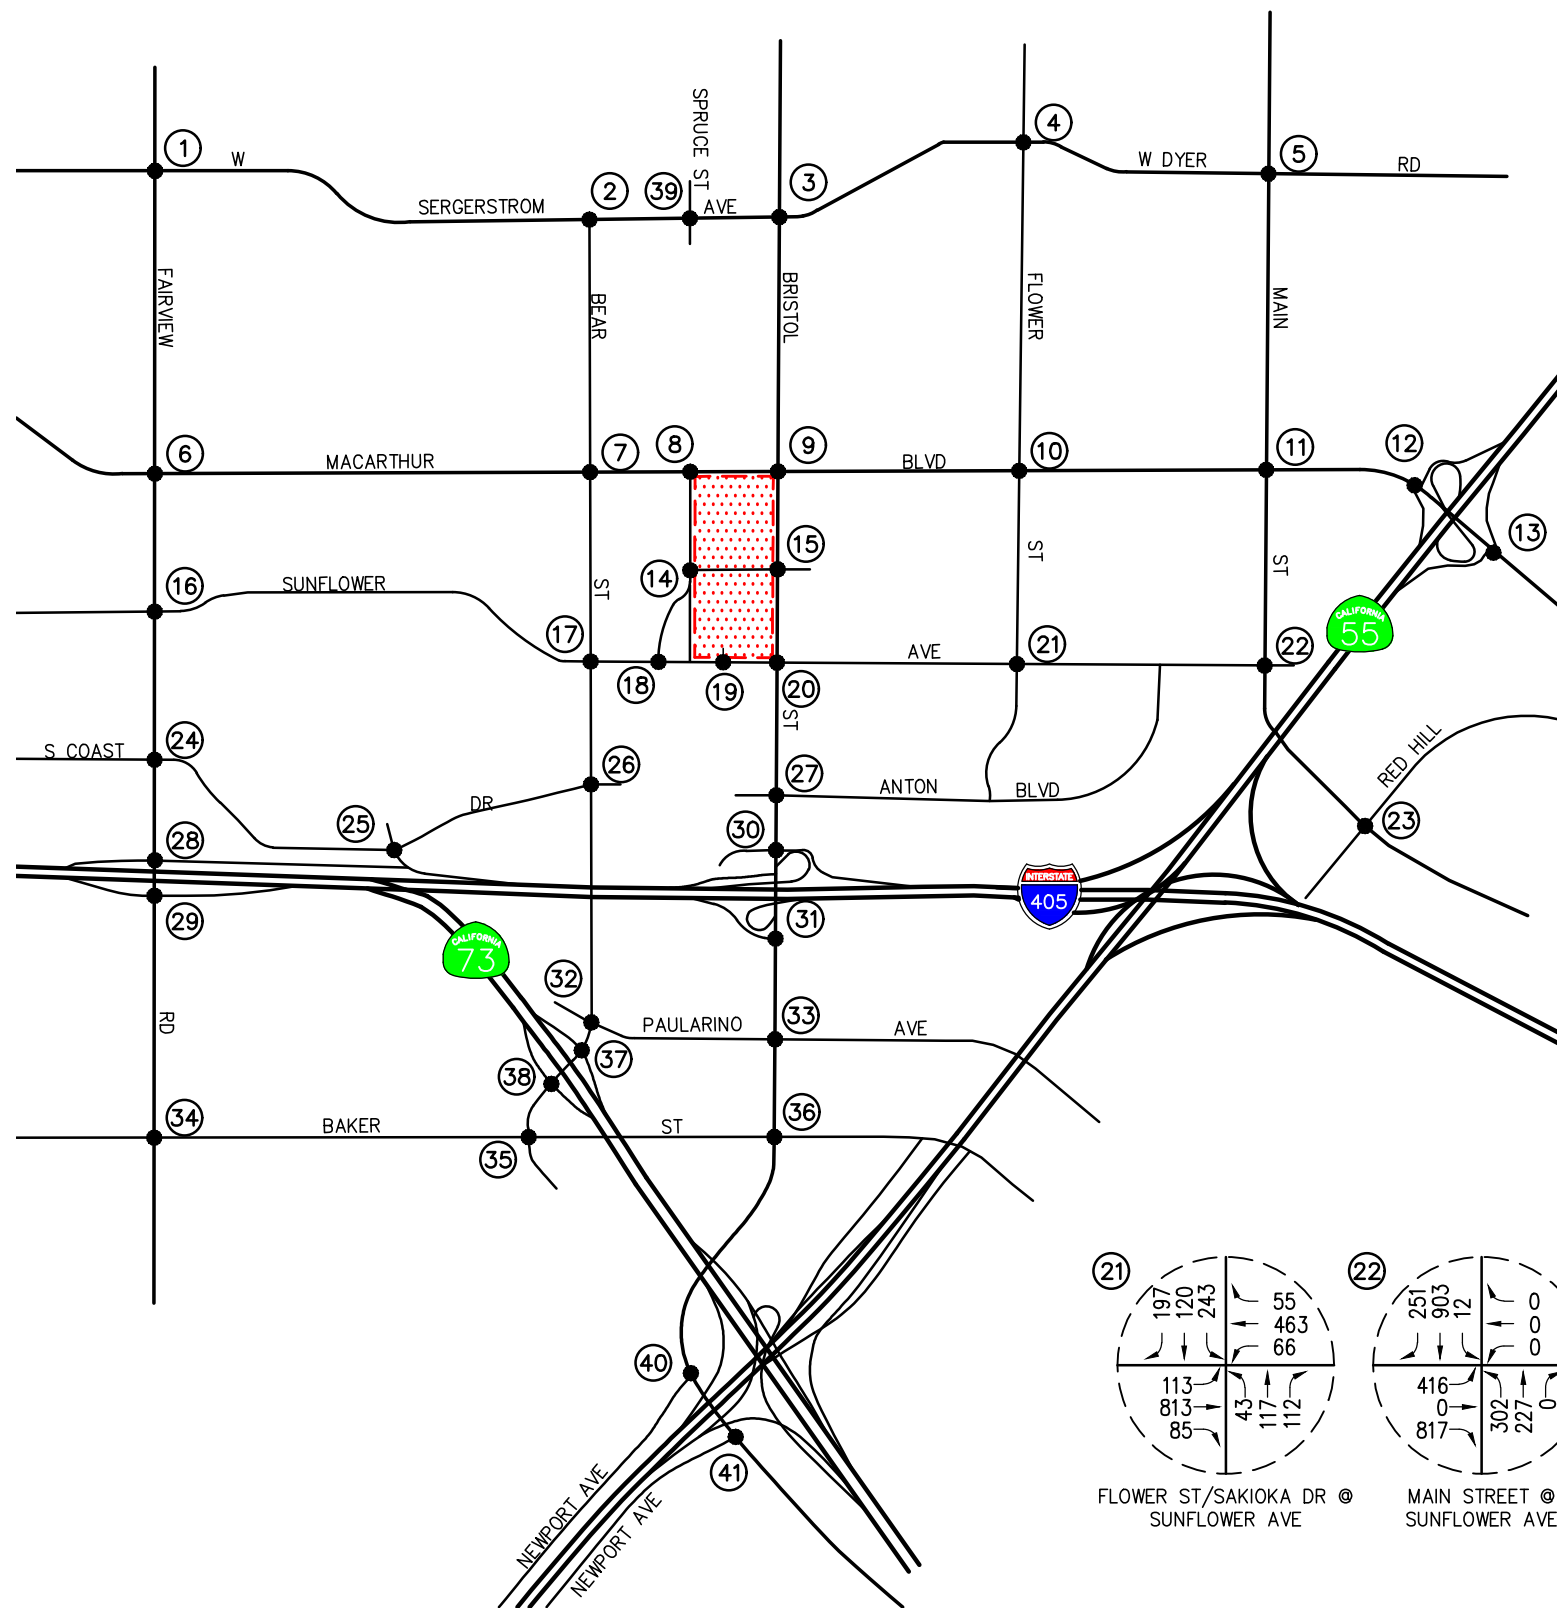 SPRUCE ST
1
W
2
39
SERGERSTROM
AVE
3
4
W DYER
5
RD
FAIRVIEW
BEAR
BRISTOL
FLOWER
MAIN
6
MACARTHUR
7
8
9
BLVD
10
11
12
13
14
15
ST
ST
ST
16
SUNFLOWER
17
18
19
20
AVE
21
22
CALIFORNIA
55
ST
S COAST
24
25
DR
26
27
ANTON
BLVD
RED HILL
23
28
29
30
31
INTERSTATE
405
CALIFORNIA
73
32
RD
PAULARINO
33
AVE
37
38
34
BAKER
35
ST
36
40
41
NEWPORT AVE
NEWPORT AVE
21
197
120
243
55
463
66
113
813
85
43
117
112
FLOWER ST/SAKIOKA DR @
SUNFLOWER AVE
22
251
903
12
0
0
0
416
0
817
302
227
0
MAIN STREET @
SUNFLOWER AVE